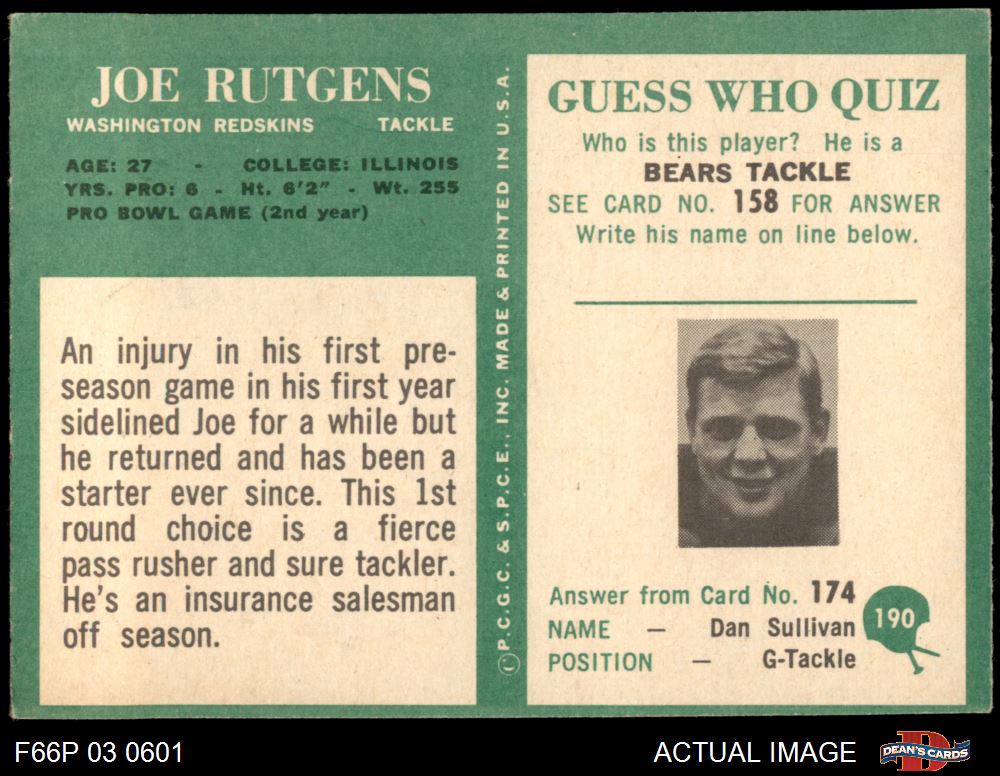 JOE RUTGENS
WASHINGTON REDSKINS TACKLE
AGE: 27 - COLLEGE: ILLINOIS
YRS. PRO: 6 - Ht. 6'2" - Wt. 255
PRO BOWL GAME (2nd year)
An injury in his first pre-
season game in his first year
sidelined Joe for a while but
he returned and has been a
starter ever since. This 1st
round choice is a fierce
pass rusher and sure tackler.
He's an insurance salesman
off season.
©P.C.G.C. & S.P.C.E., INC. MADE & PRINTED IN U.S.A.
GUESS WHO QUIZ
Who is this player? He is a
BEARS TACKLE
SEE CARD NO. 158 FOR ANSWER
Write his name on line below.
Answer from Card No. 174
NAME — Dan Sullivan
POSITION — G-Tackle
190
F66P 03 0601
ACTUAL IMAGE
D
DEAN'S CARDS